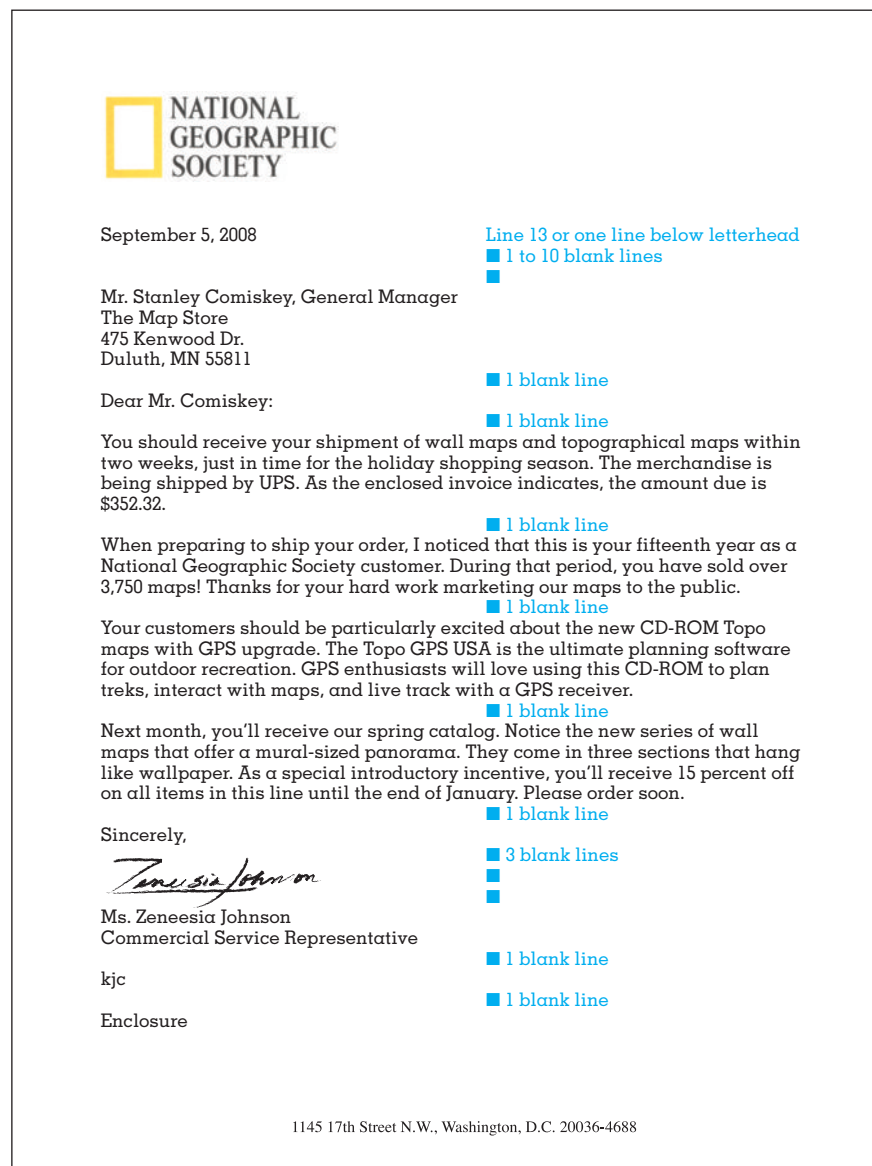 NATIONAL
GEOGRAPHIC
SOCIETY
September 5, 2008
Line 13 or one line below letterhead
1 to 10 blank lines
Mr. Stanley Comiskey, General Manager
The Map Store
475 Kenwood Dr.
Duluth, MN 55811
1 blank line
Dear Mr. Comiskey:
1 blank line
You should receive your shipment of wall maps and topographical maps within
two weeks, just in time for the holiday shopping season. The merchandise is
being shipped by UPS. As the enclosed invoice indicates, the amount due is
$352.32.
1 blank line
When preparing to ship your order, I noticed that this is your fifteenth year as a
National Geographic Society customer. During that period, you have sold over
3,750 maps! Thanks for your hard work marketing our maps to the public.
1 blank line
Your customers should be particularly excited about the new CD-ROM Topo
maps with GPS upgrade. The Topo GPS USA is the ultimate planning software
for outdoor recreation. GPS enthusiasts will love using this CD-ROM to plan
treks, interact with maps, and live track with a GPS receiver.
1 blank line
Next month, you'll receive our spring catalog. Notice the new series of wall
maps that offer a mural-sized panorama. They come in three sections that hang
like wallpaper. As a special introductory incentive, you'll receive 15 percent off
on all items in this line until the end of January. Please order soon.
1 blank line
Sincerely,
3 blank lines
Zeneesia Johnson
Ms. Zeneesia Johnson
Commercial Service Representative
1 blank line
kjc
1 blank line
Enclosure
1145 17th Street N.W., Washington, D.C. 20036-4688